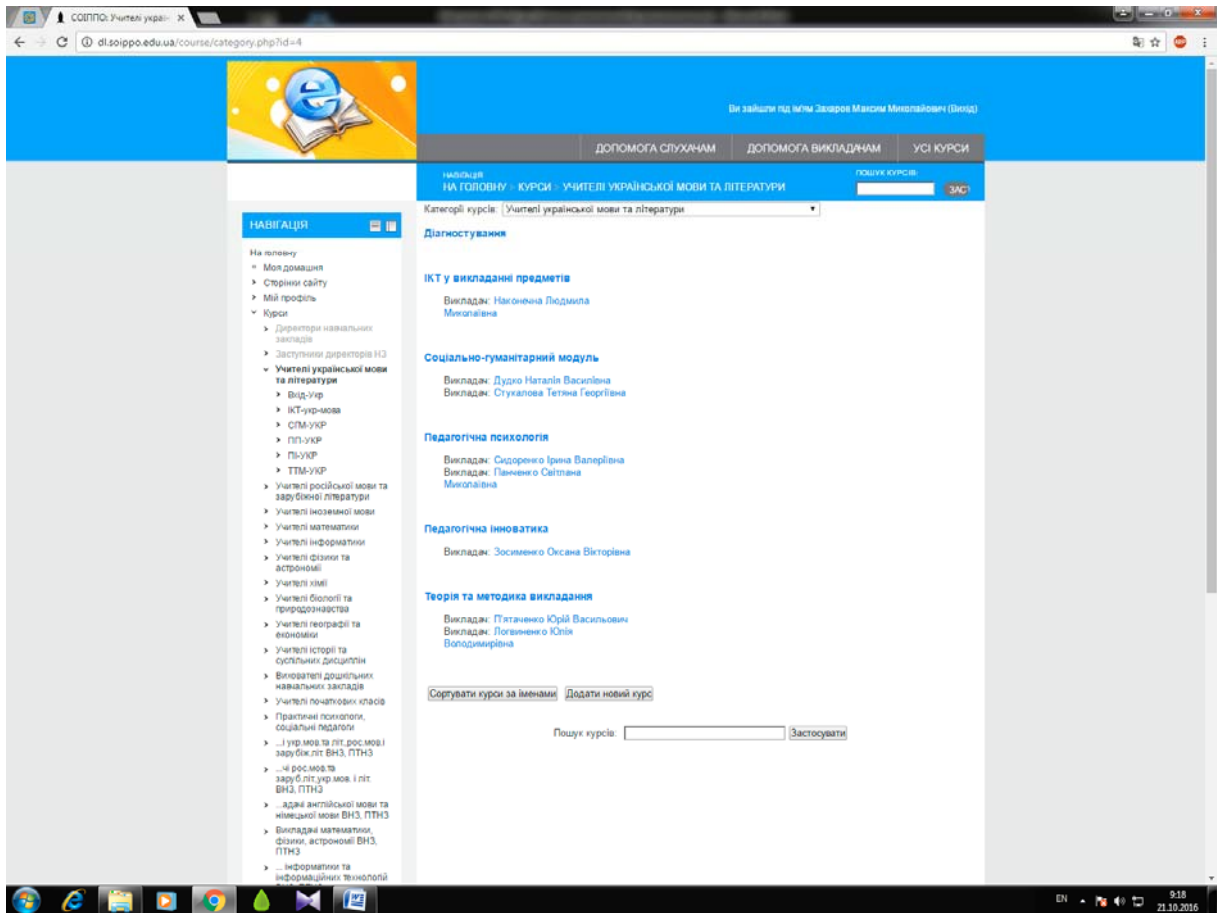 СОІППО: Учителі украї
dl.soippo.edu.ua/course/category.php?id=4
Ви зайшли під ім'ям Захаров Максим Миколайович (Вихід)
ДОПОМОГА СЛУХАЧАМ ДОПОМОГА ВИКЛАДАЧАМ УСІ КУРСИ
НАВІГАЦІЯ
НА ГОЛОВНУ > КУРСИ > УЧИТЕЛІ УКРАЇНСЬКОЇ МОВИ ТА ЛІТЕРАТУРИ
ПОШУК КУРСІВ:
ЗАС
НАВІГАЦІЯ
На головну
Моя домашня
Сторінки сайту
Мій профіль
Курси
Директори навчальних
закладів
Заступники директорів НЗ
Учителі української мови
та літератури
Вхід-Укр
ІКТ-укр-мова
СГМ-УКР
ПП-УКР
ПІ-УКР
ТТМ-УКР
Учителі російської мови та
зарубіжної літератури
Учителі іноземної мови
Учителі математики
Учителі інформатики
Учителі фізики та
астрономії
Учителі хімії
Учителі біології та
природознавства
Учителі географії та
економіки
Учителі історії та
суспільних дисциплін
Вихователі дошкільних
навчальних закладів
Учителі початкових класів
Практичні психологи,
соціальні педагоги
...і укр.мов.та літ.,рос.мов.і
зарубіж.літ ВНЗ, ПТНЗ
...чі рос.мов.та
заруб.літ,укр.мов. і літ.
ВНЗ, ПТНЗ
...адачі англійської мови та
німецької мови ВНЗ, ПТНЗ
Викладачі математики,
фізики, астрономії ВНЗ,
ПТНЗ
... інформатики та
інформаційних технологій
Категорії курсів: Учителі української мови та літератури
Діагностування
ІКТ у викладанні предметів
Викладач: Наконечна Людмила
Миколаївна
Соціально-гуманітарний модуль
Викладач: Дудко Наталія Василівна
Викладач: Стукалова Тетяна Георгіївна
Педагогічна психологія
Викладач: Сидоренко Ірина Валеріївна
Викладач: Панченко Світлана
Миколаївна
Педагогічна інноватика
Викладач: Зосименко Оксана Вікторівна
Теорія та методика викладання
Викладач: П'ятаченко Юрій Васильович
Викладач: Логвиненко Юлія
Володимирівна
Сортувати курси за іменами Додати новий курс
Пошук курсів: Застосувати
EN 9:18
21.10.2016